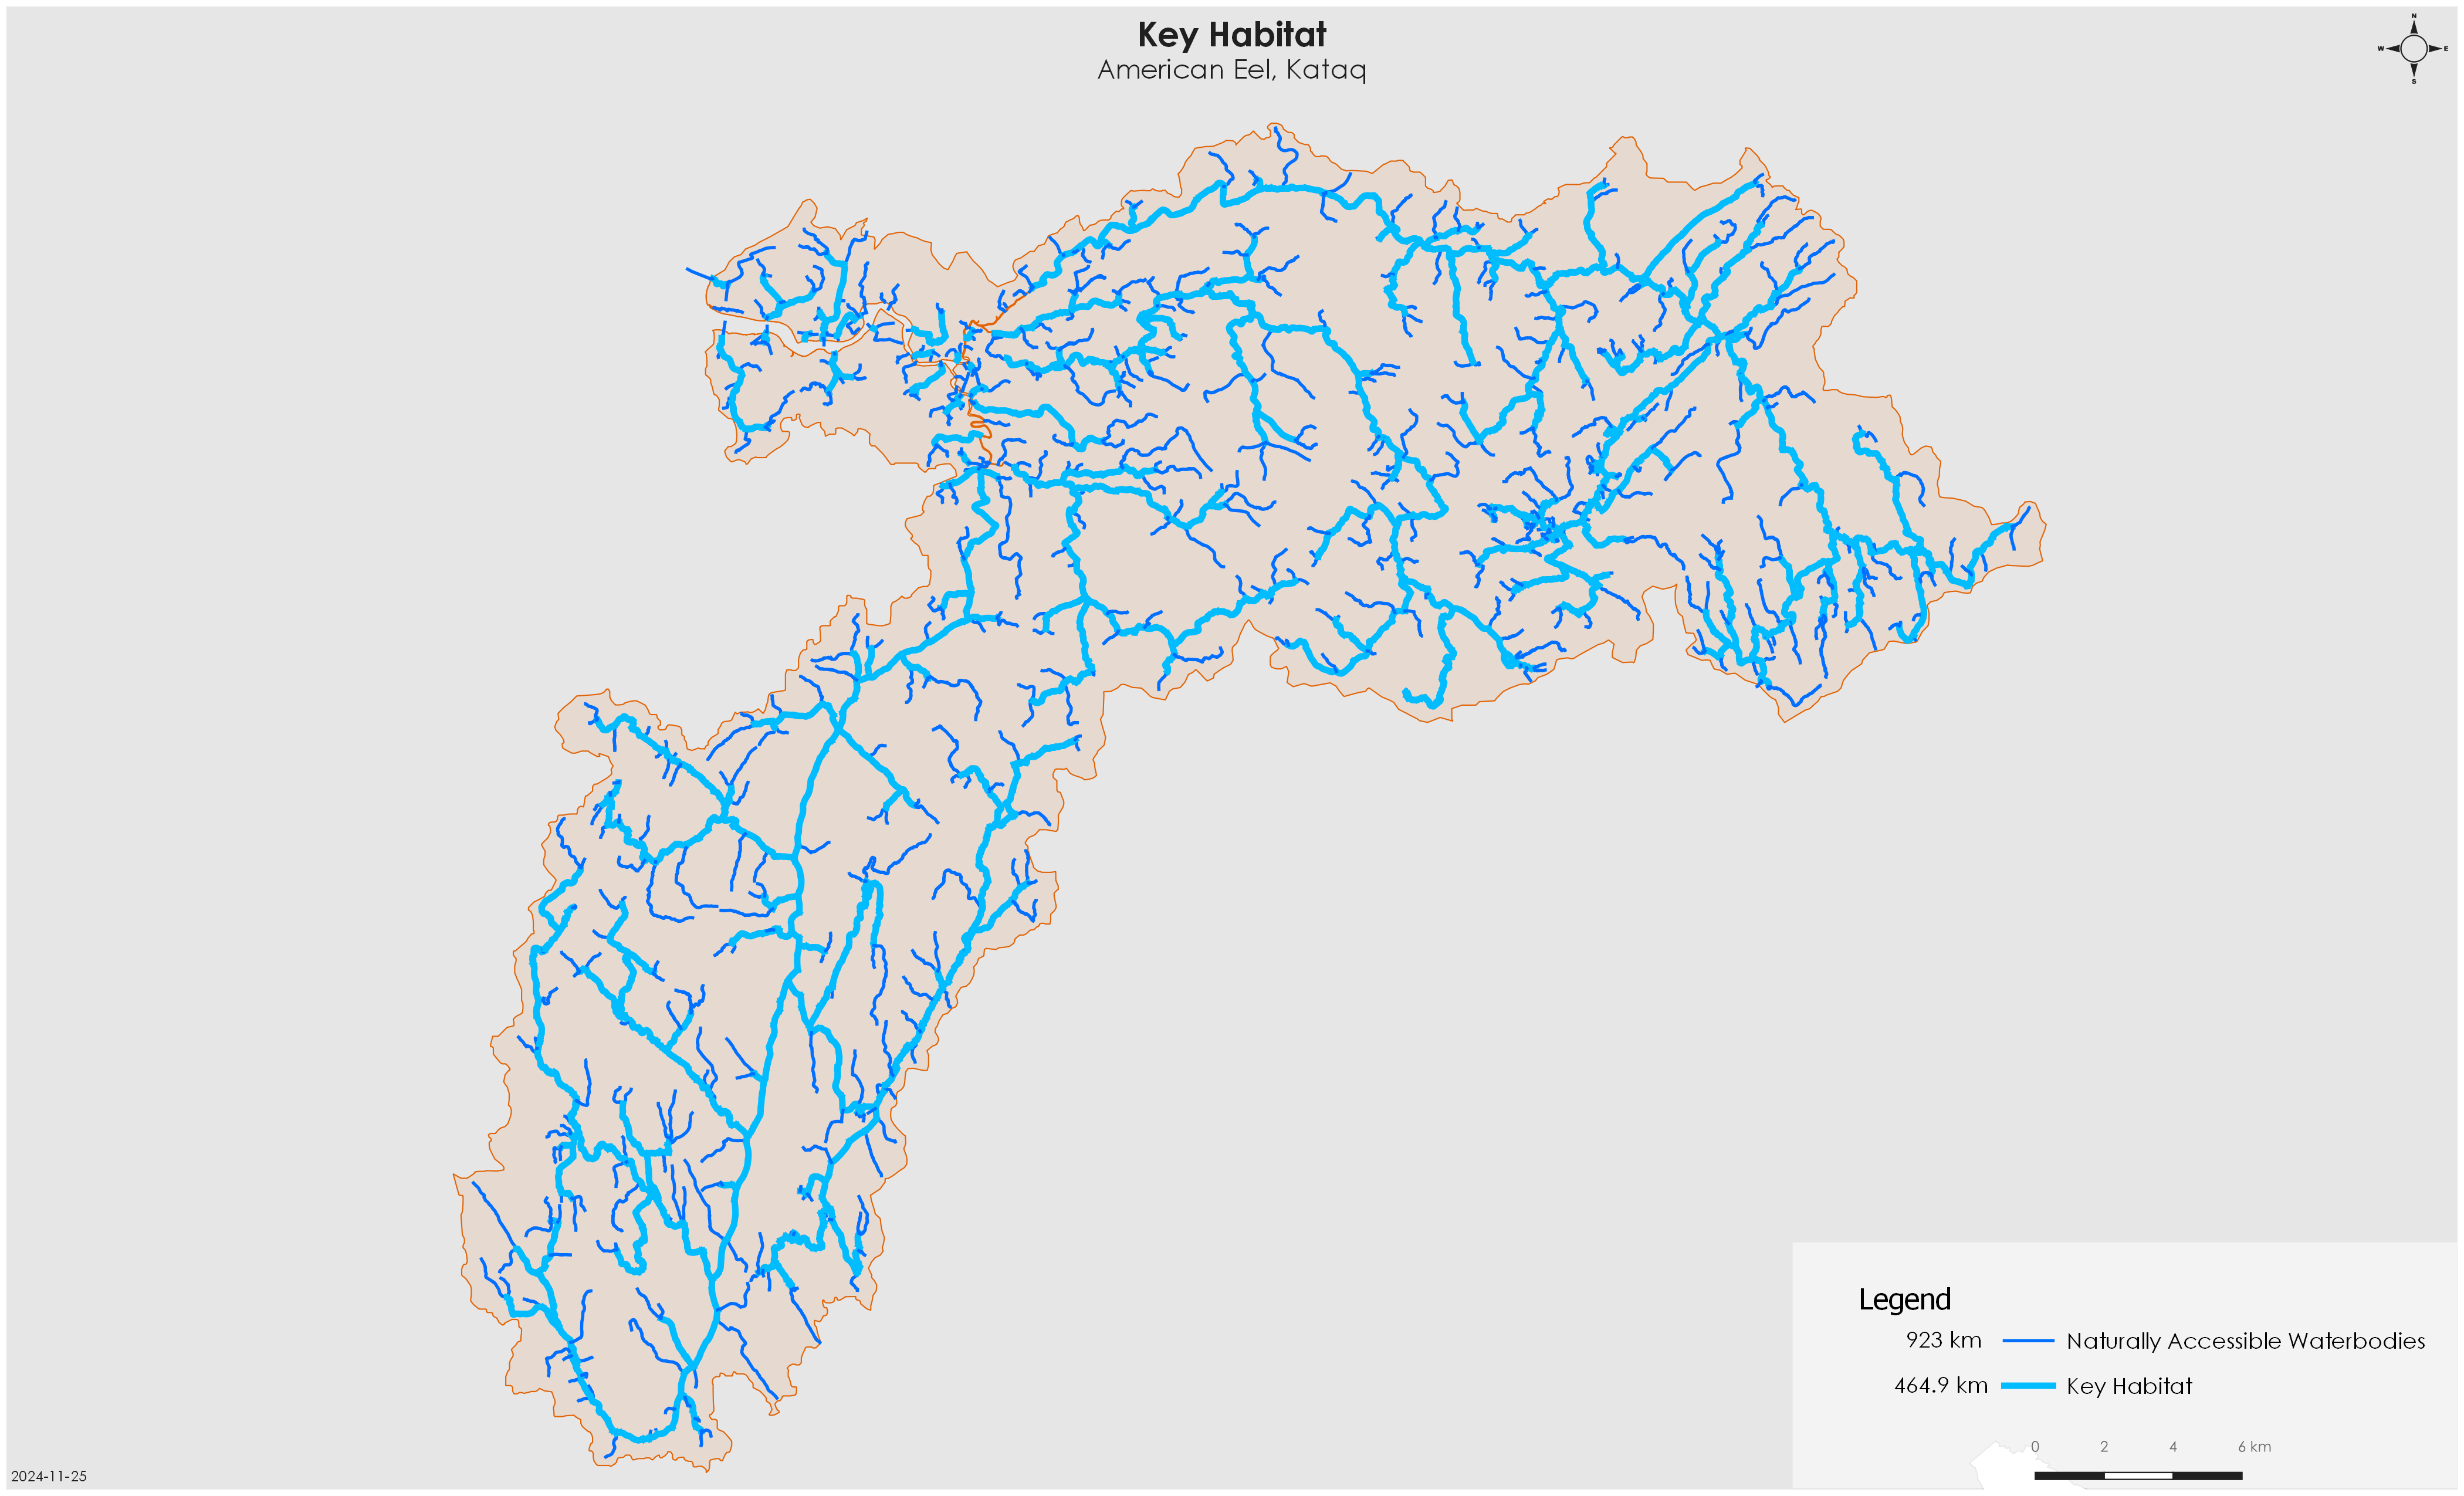 Key Habitat
American Eel, Kataq
N
W E
S
Legend
923 km Naturally Accessible Waterbodies
464.9 km Key Habitat
0 2 4 6 km
2024-11-25